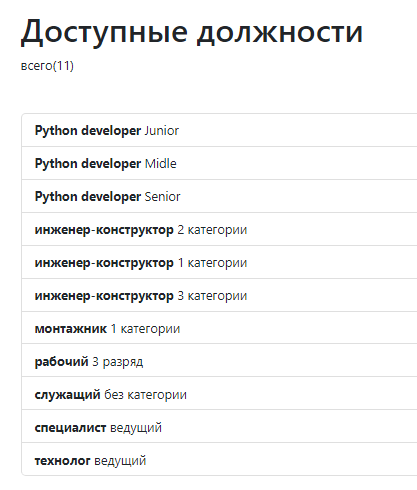 Доступные должности
всего(11)
Python developer Junior
Python developer Midle
Python developer Senior
инженер-конструктор 2 категории
инженер-конструктор 1 категории
инженер-конструктор 3 категории
монтажник 1 категории
рабочий 3 разряд
служащий без категории
специалист ведущий
технолог ведущий